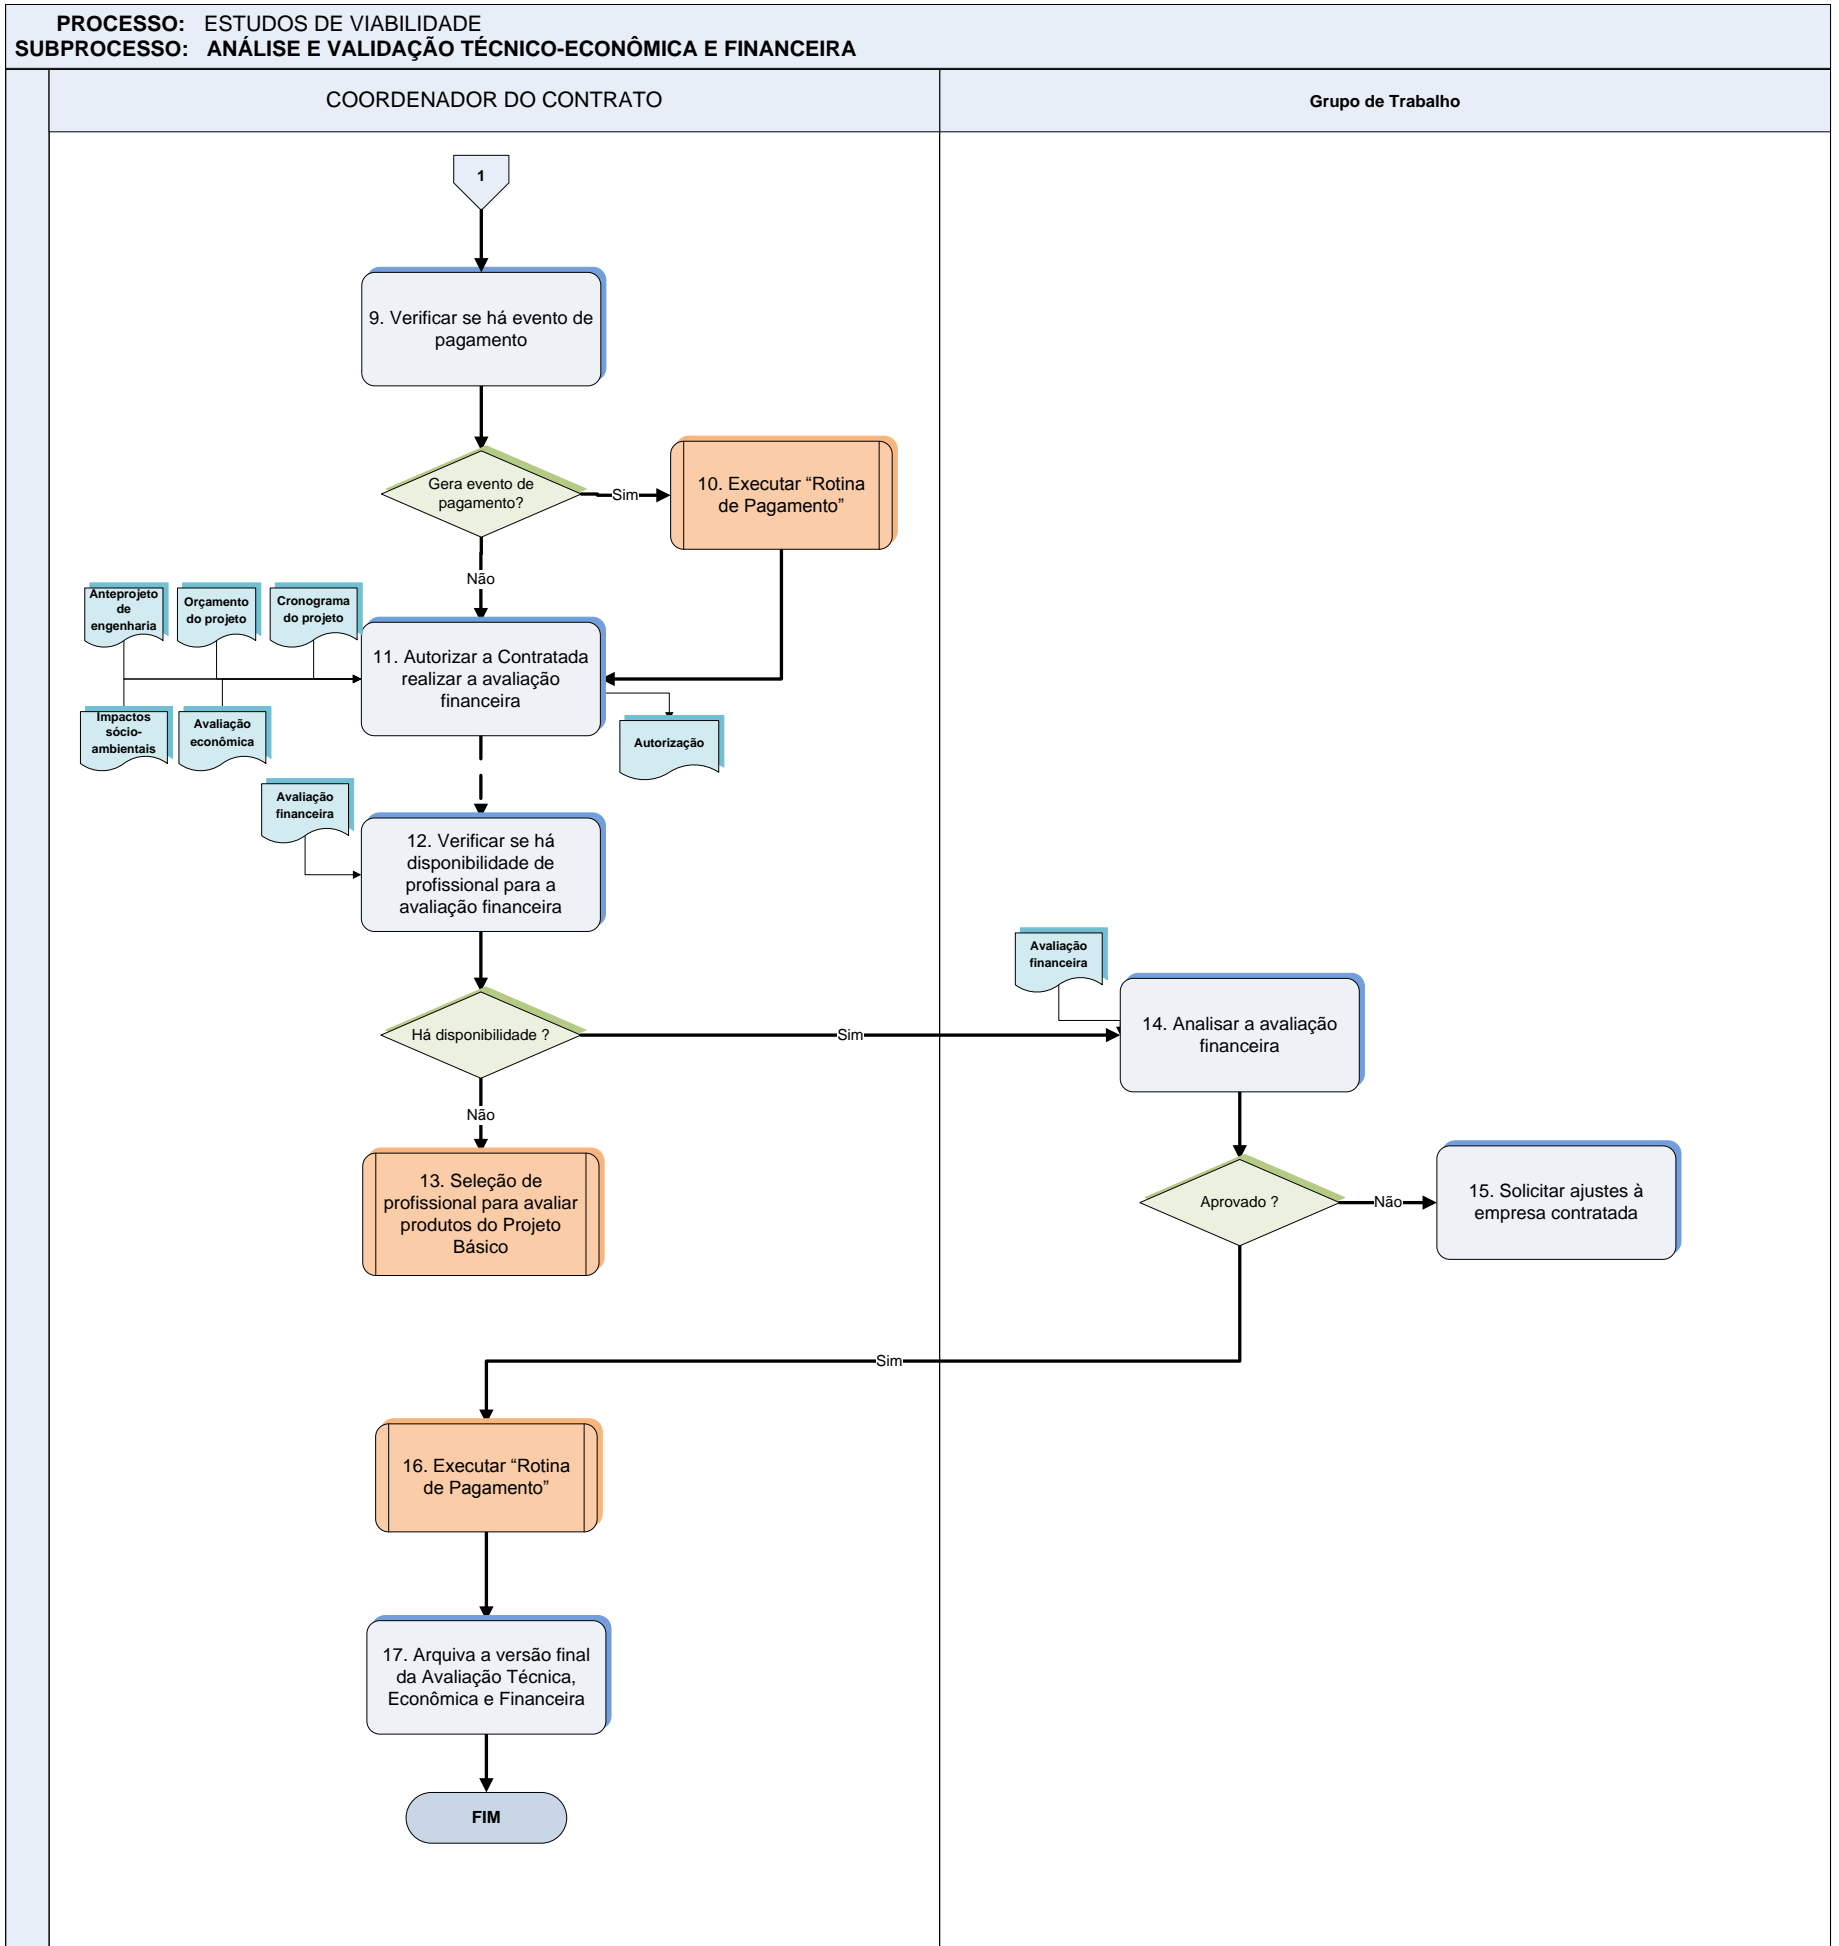 PROCESSO: ESTUDOS DE VIABILIDADE
SUBPROCESSO: ANÁLISE E VALIDAÇÃO TÉCNICO-ECONÔMICA E FINANCEIRA
COORDENADOR DO CONTRATO
Grupo de Trabalho
1
9. Verificar se há evento de
pagamento
Gera evento de
pagamento?
Sim
10. Executar “Rotina
de Pagamento”
Não
Anteprojeto
de
engenharia
Orçamento
do projeto
Cronograma
do projeto
11. Autorizar a Contratada
realizar a avaliação
financeira
Impactos
sócio-
ambientais
Avaliação
econômica
Autorização
Avaliação
financeira
12. Verificar se há
disponibilidade de
profissional para a
avaliação financeira
Há disponibilidade ?
Sim
Avaliação
financeira
14. Analisar a avaliação
financeira
Não
13. Seleção de
profissional para avaliar
produtos do Projeto
Básico
Aprovado ?
Não
15. Solicitar ajustes à
empresa contratada
Sim
16. Executar “Rotina
de Pagamento”
17. Arquiva a versão final
da Avaliação Técnica,
Econômica e Financeira
FIM